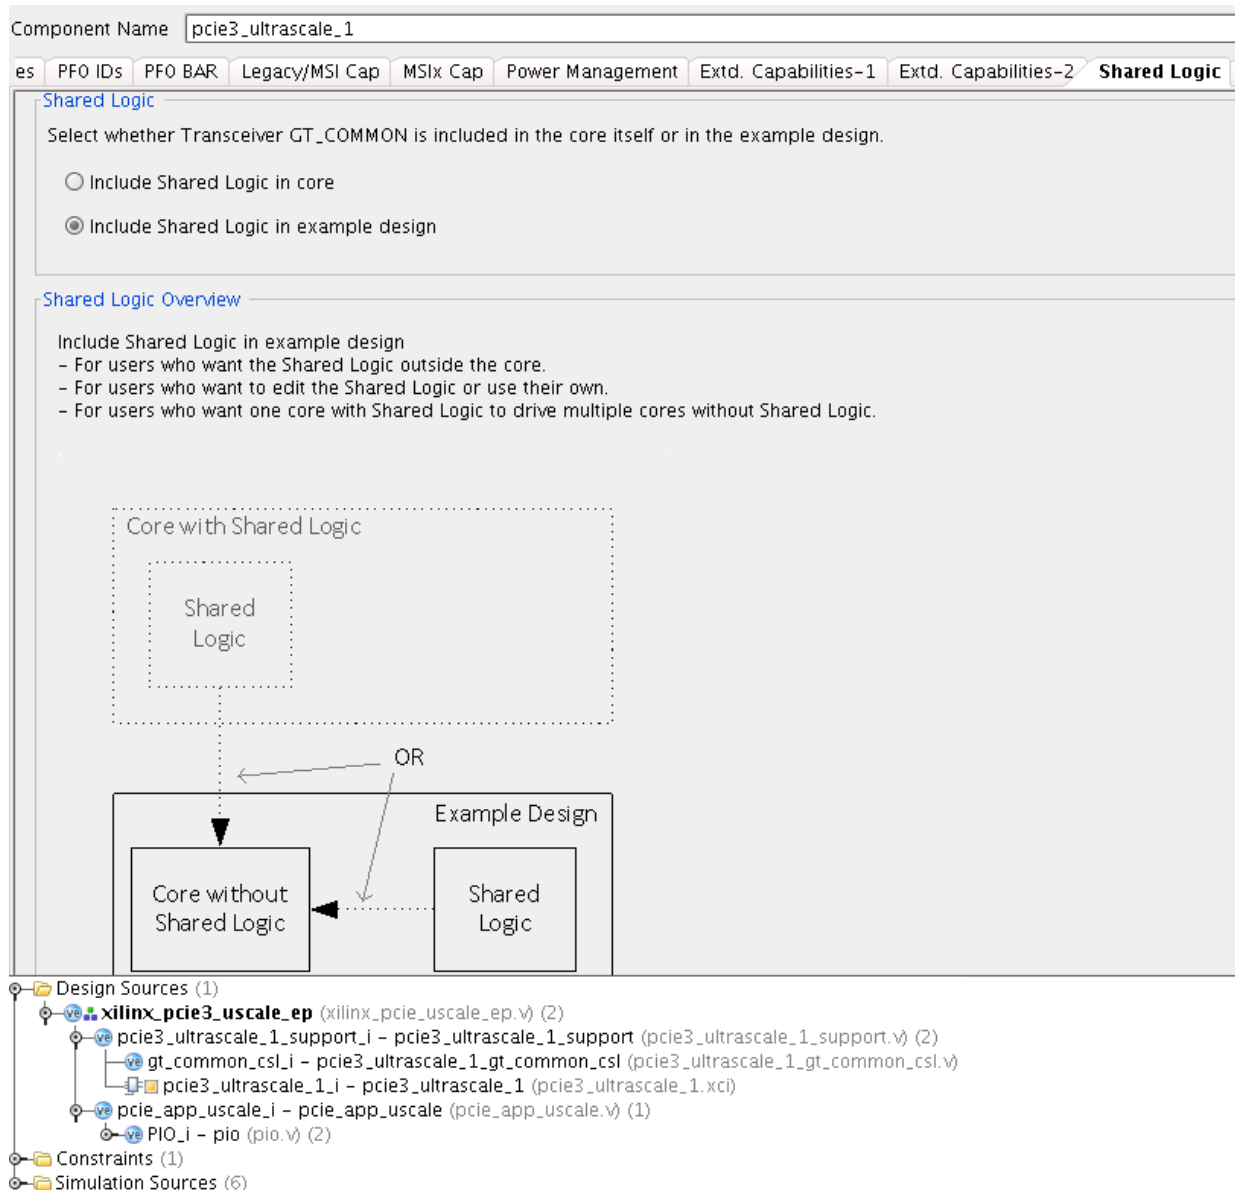 Component Name pcie3_ultrascale_1
es PF0 IDs PF0 BAR Legacy/MSI Cap MSIx Cap Power Management Extd. Capabilities-1 Extd. Capabilities-2 Shared Logic
Shared Logic
Select whether Transceiver GT_COMMON is included in the core itself or in the example design.
Include Shared Logic in core
Include Shared Logic in example design
Shared Logic Overview
Include Shared Logic in example design
- For users who want the Shared Logic outside the core.
- For users who want to edit the Shared Logic or use their own.
- For users who want one core with Shared Logic to drive multiple cores without Shared Logic.
Core with Shared Logic
Shared
Logic
OR
Example Design
Core without
Shared Logic
Shared
Logic
Design Sources (1)
xilinx_pcie3_uscale_ep (xilinx_pcie_uscale_ep.v) (2)
pcie3_ultrascale_1_support_i - pcie3_ultrascale_1_support (pcie3_ultrascale_1_support.v) (2)
gt_common_csl_i - pcie3_ultrascale_1_gt_common_csl (pcie3_ultrascale_1_gt_common_csl.v)
pcie3_ultrascale_1_i - pcie3_ultrascale_1 (pcie3_ultrascale_1.xci)
pcie_app_uscale_i - pcie_app_uscale (pcie_app_uscale.v) (1)
PIO_i - pio (pio.v) (2)
Constraints (1)
Simulation Sources (6)